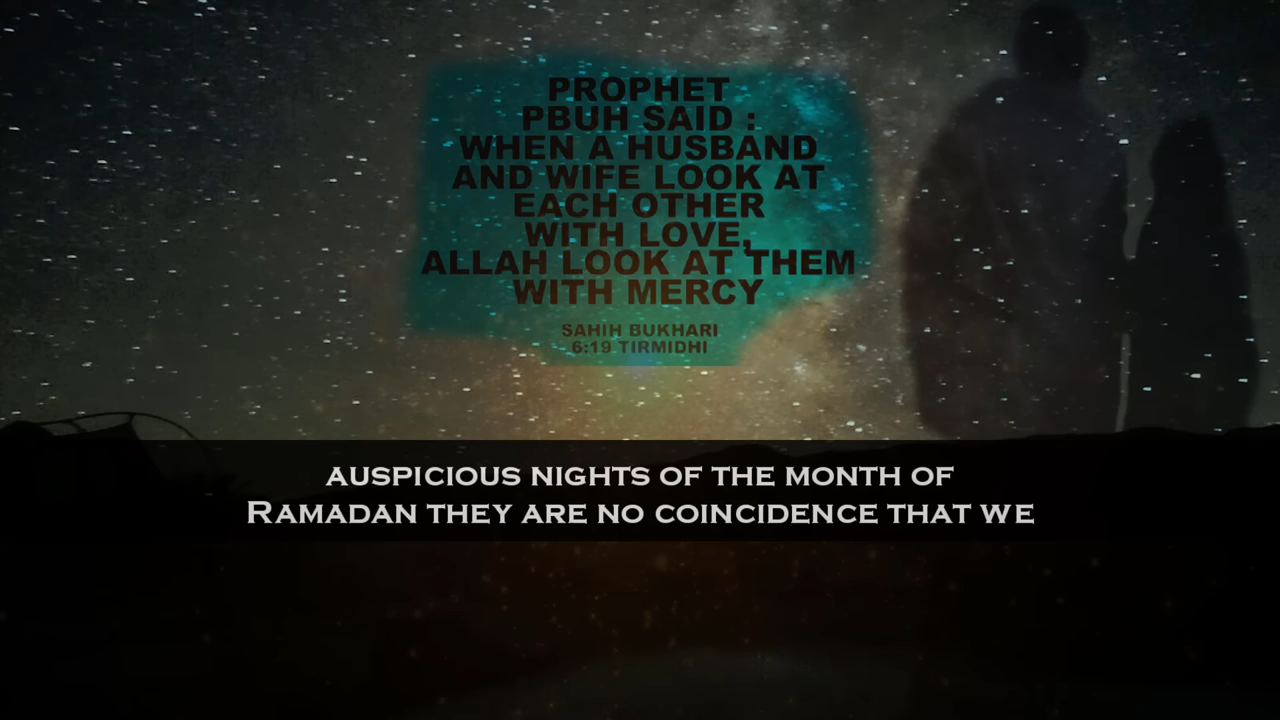 PROPHET
PBUH SAID :
WHEN A HUSBAND
AND WIFE LOOK AT
EACH OTHER
WITH LOVE,
ALLAH LOOK AT THEM
WITH MERCY
SAHIH BUKHARI
6:19 TIRMIDHI
AUSPICIOUS NIGHTS OF THE MONTH OF
RAMADAN THEY ARE NO COINCIDENCE THAT WE